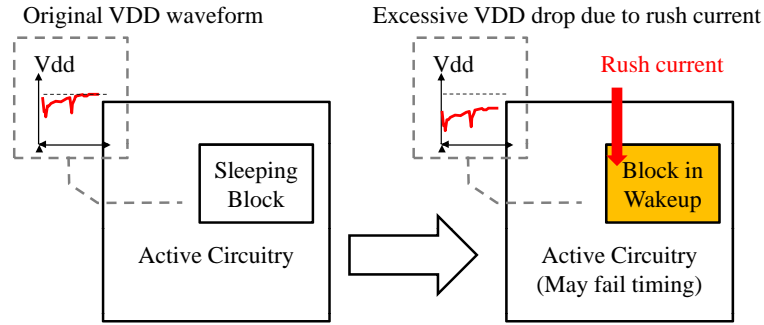 Original VDD waveform
Vdd
Sleeping
Block
Active Circuitry
Excessive VDD drop due to rush current
Vdd
Rush current
Block in
Wakeup
Active Circuitry
(May fail timing)